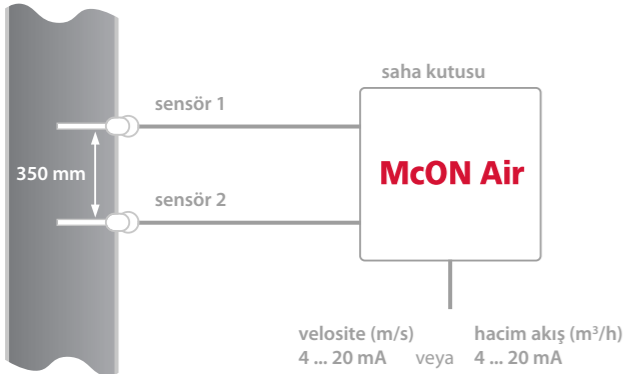 saha kutusu
sensör 1
McON Air
350 mm
sensör 2
velosite (m/s) hacim akış (m³/h)
4 ... 20 mA veya 4 ... 20 mA